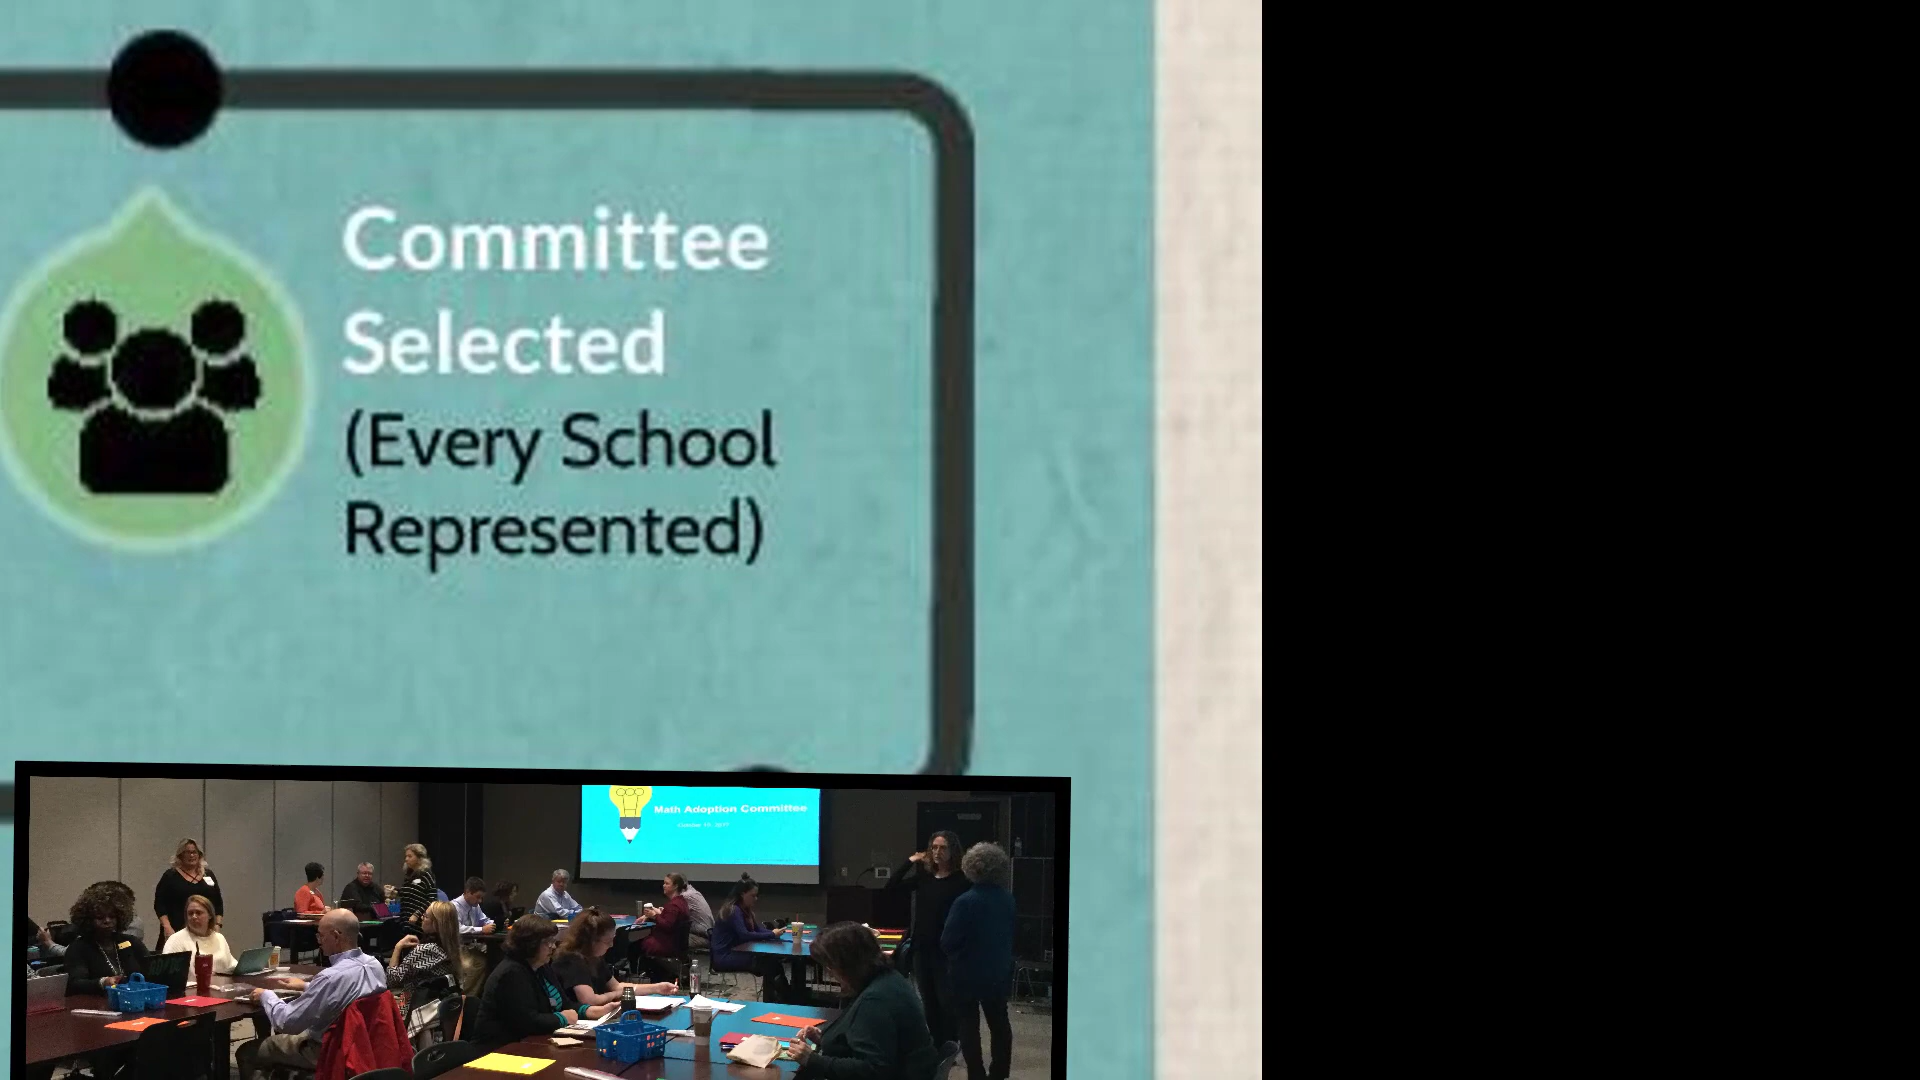 Committee
Selected
(Every School
Represented)
Math Adoption Committee